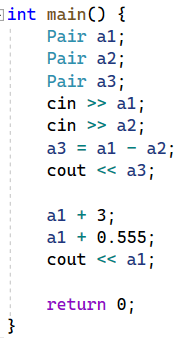 int main() {
    Pair a1;
    Pair a2;
    Pair a3;
    cin >> a1;
    cin >> a2;
    a3 = a1 - a2;
    cout << a3;

    a1 + 3;
    a1 + 0.555;
    cout << a1;

    return 0;
}